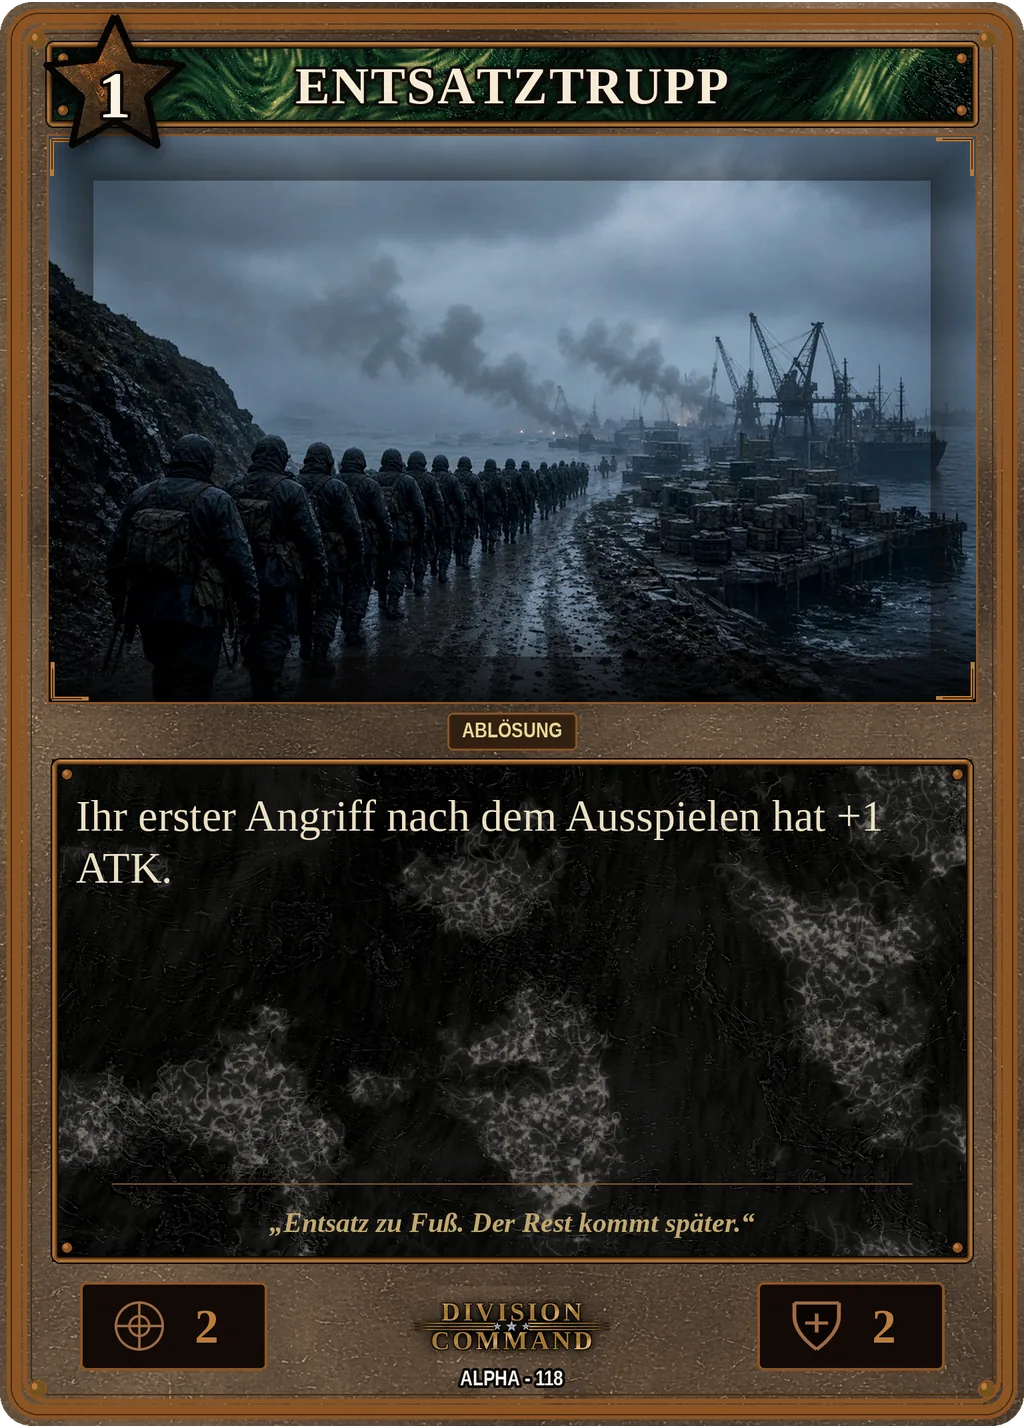 1
ENTSATZTRUPP
ABLÖSUNG
Ihr erster Angriff nach dem Ausspielen hat +1
ATK.
„Entsatz zu Fuß. Der Rest kommt später.“
2
DIVISION
COMMAND
2
ALPHA - 118